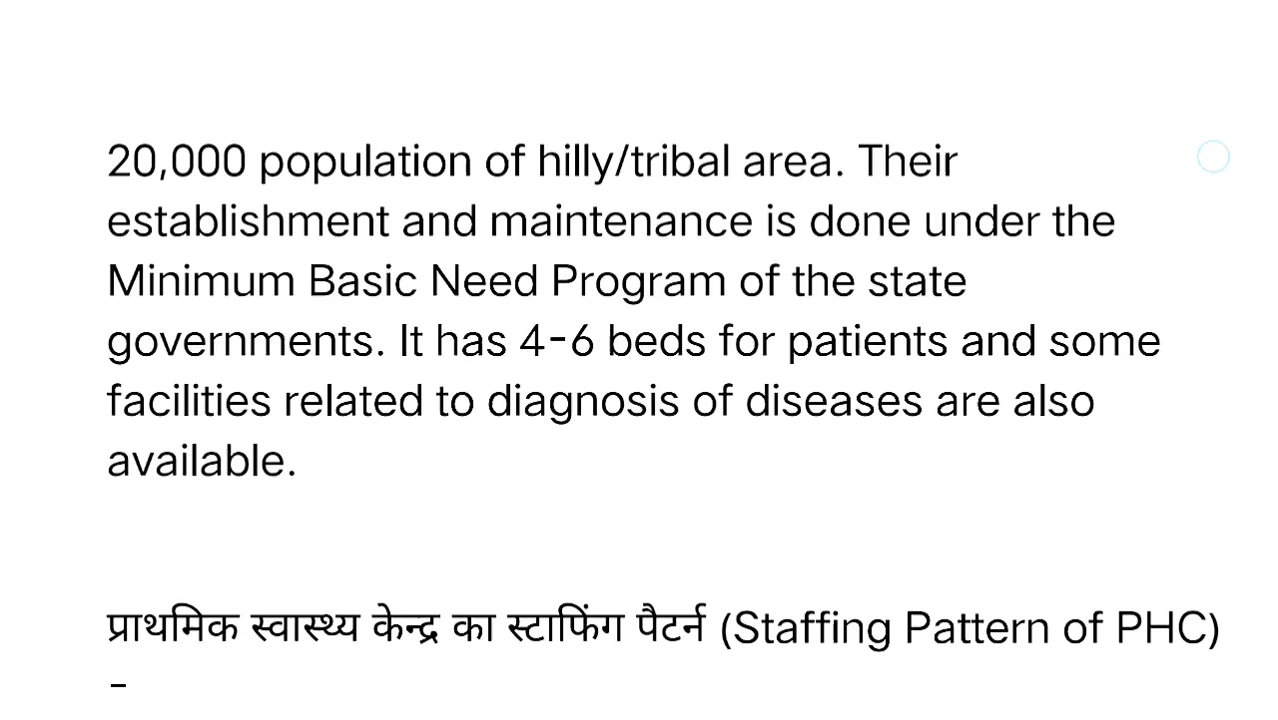 20,000 population of hilly/tribal area. Their
establishment and maintenance is done under the
Minimum Basic Need Program of the state
governments. It has 4-6 beds for patients and some
facilities related to diagnosis of diseases are also
available.
प्राथमिक स्वास्थ्य केन्द्र का स्टाफिंग पैटर्न (Staffing Pattern of PHC)
-